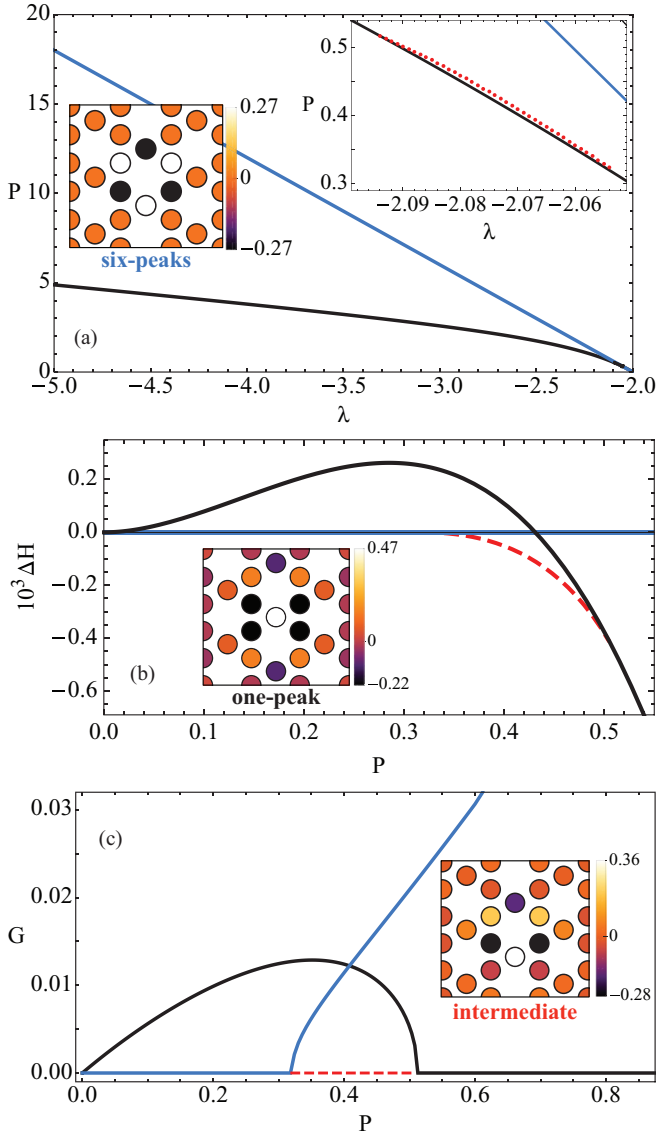 20
15
P 10
5
0
−5.0 −4.5 −4.0 −3.5 −3.0 −2.5 −2.0
λ
(a)
0.27
0
−0.27
six-peaks
0.5
P
0.4
0.3
−2.09 −2.08 −2.07 −2.06
λ
0.2
0.0
−0.2
−0.4
−0.6
10³ ΔH
(b)
0.47
0
−0.22
one-peak
0.0 0.1 0.2 0.3 0.4 0.5
P
0.03
0.02
G
0.01
0.00
(c)
0.36
0
−0.28
intermediate
0.0 0.2 0.4 0.6 0.8
P